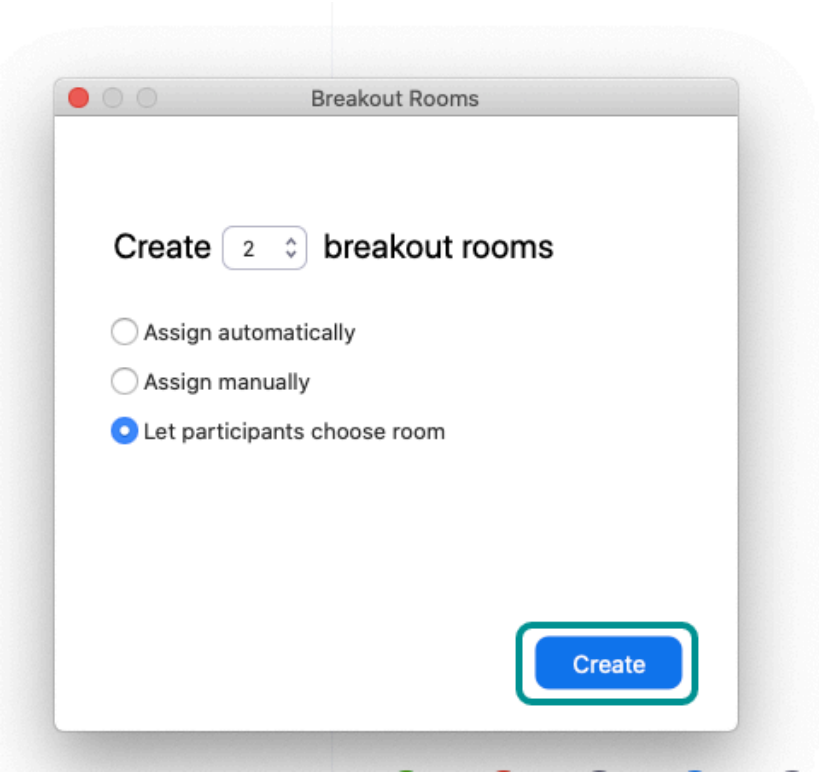 Breakout Rooms
Create 2 breakout rooms
Assign automatically
Assign manually
Let participants choose room
Create